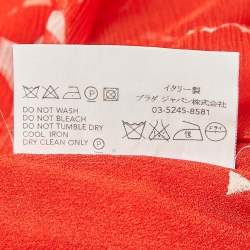 イタリー製
プラダ ジャパン株式会社
03-5245-8581
DO NOT WASH
DO NOT BLEACH
DO NOT TUMBLE DRY
COOL IRON
DRY CLEAN ONLY